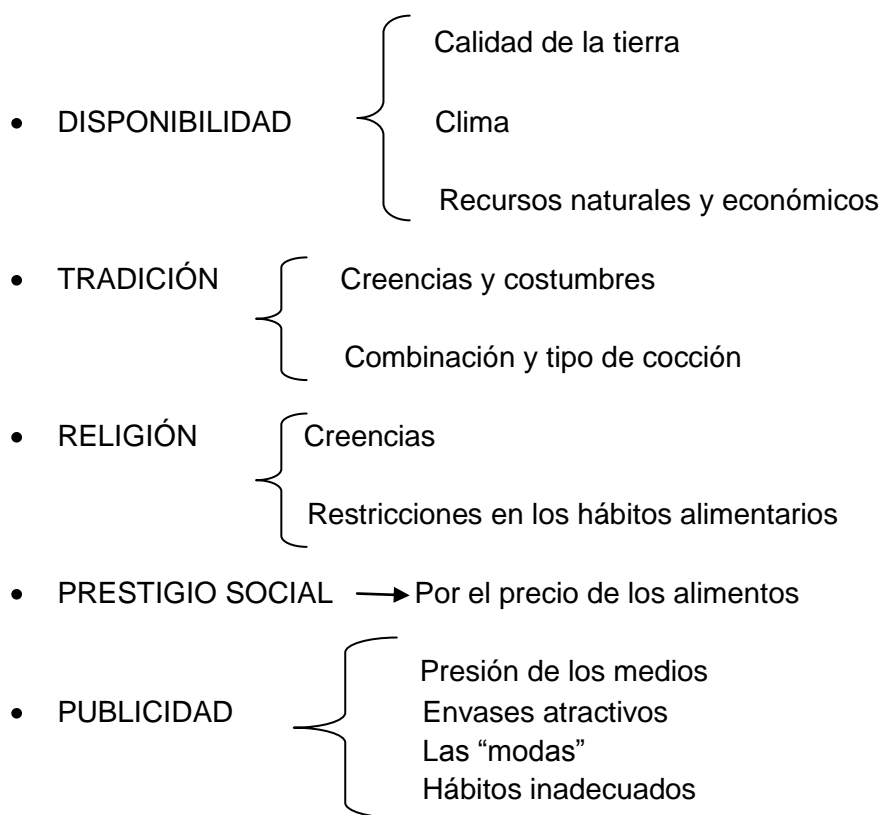 Calidad de la tierra
• DISPONIBILIDAD Clima
Recursos naturales y económicos
• TRADICIÓN Creencias y costumbres
Combinación y tipo de cocción
• RELIGIÓN Creencias
Restricciones en los hábitos alimentarios
• PRESTIGIO SOCIAL Por el precio de los alimentos
Presión de los medios
• PUBLICIDAD Envases atractivos
Las “modas”
Hábitos inadecuados